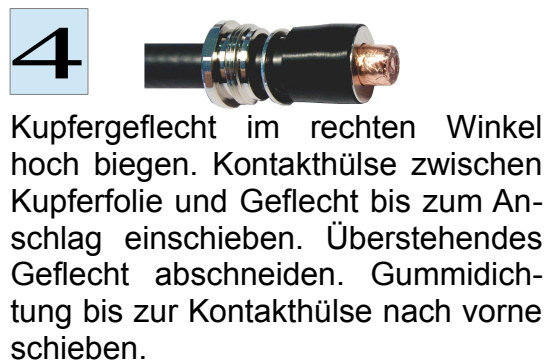 4
Kupfergeflecht im rechten Winkel
hoch biegen. Kontakthülse zwischen
Kupferfolie und Geflecht bis zum An-
schlag einschieben. Überstehendes
Geflecht abschneiden. Gummidich-
tung bis zur Kontakthülse nach vorne
schieben.